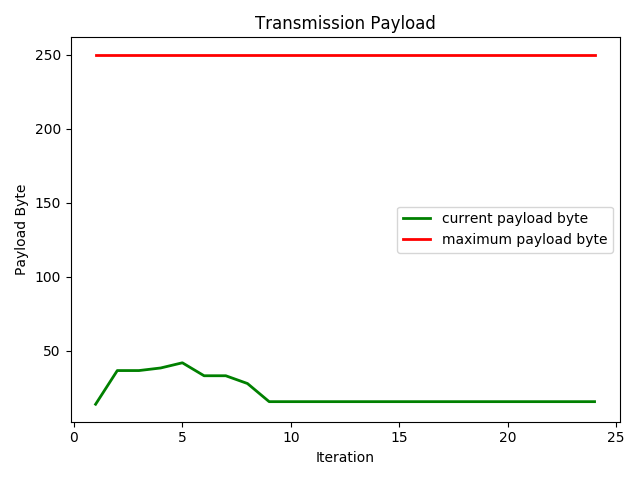 Transmission Payload
250
200
150
100
50
Payload Byte
current payload byte
maximum payload byte
0 5 10 15 20 25
Iteration